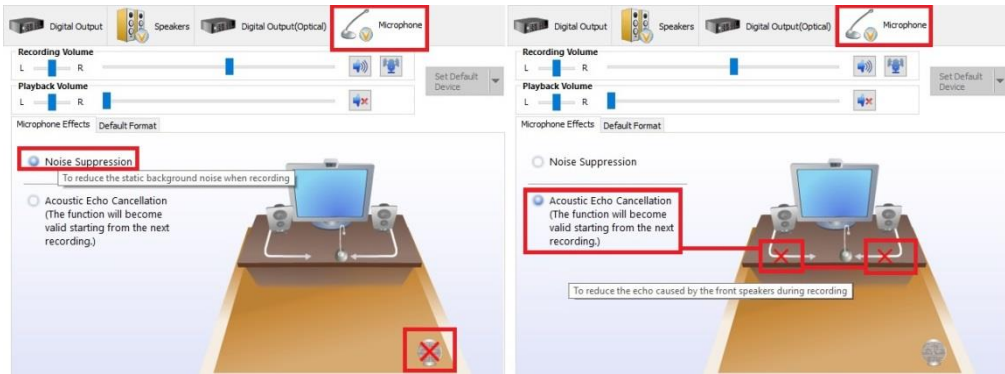 Digital Output Speakers Digital Output(Optical) Microphone
Recording Volume
L R
Set Default
Device
Playback Volume
L R
Microphone Effects Default Format
Noise Suppression
To reduce the static background noise when recording
Acoustic Echo Cancellation
(The function will become
valid starting from the next
recording.)
Digital Output Speakers Digital Output(Optical) Microphone
Recording Volume
L R
Set Default
Device
Playback Volume
L R
Microphone Effects Default Format
Noise Suppression
Acoustic Echo Cancellation
(The function will become
valid starting from the next
recording.)
To reduce the echo caused by the front speakers during recording